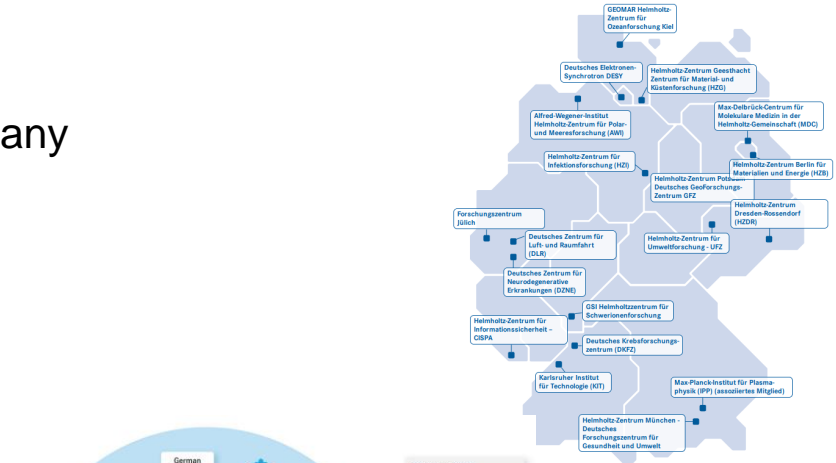 any
GEOMAR Helmholtz-
Zentrum für
Ozeanforschung Kiel
Deutsches Elektronen-
Synchrotron DESY
Helmholtz-Zentrum Geesthacht
Zentrum für Material- und
Küstenforschung (HZG)
Alfred-Wegener-Institut
Helmholtz-Zentrum für Polar-
und Meeresforschung (AWI)
Max-Delbrück-Centrum für
Molekulare Medizin in der
Helmholtz-Gemeinschaft (MDC)
Helmholtz-Zentrum für
Infektionsforschung (HZI)
Helmholtz-Zentrum Berlin für
Materialien und Energie (HZB)
Helmholtz-Zentrum Potsdam
Deutsches GeoForschungs-
Zentrum GFZ
Helmholtz-Zentrum
Dresden-Rossendorf
(HZDR)
Forschungszentrum
Jülich
Deutsches Zentrum für
Luft- und Raumfahrt
(DLR)
Helmholtz-Zentrum für
Umweltforschung - UFZ
Deutsches Zentrum für
Neurodegenerative
Erkrankungen (DZNE)
GSI Helmholtzzentrum für
Schwerionenforschung
Helmholtz-Zentrum für
Informationssicherheit –
CISPA
Deutsches Krebsforschungs-
zentrum (DKFZ)
Karlsruher Institut
für Technologie (KIT)
Max-Planck-Institut für Plasma-
physik (IPP) (assoziiertes Mitglied)
Helmholtz-Zentrum München -
Deutsches
Forschungszentrum für
Gesundheit und Umwelt
German